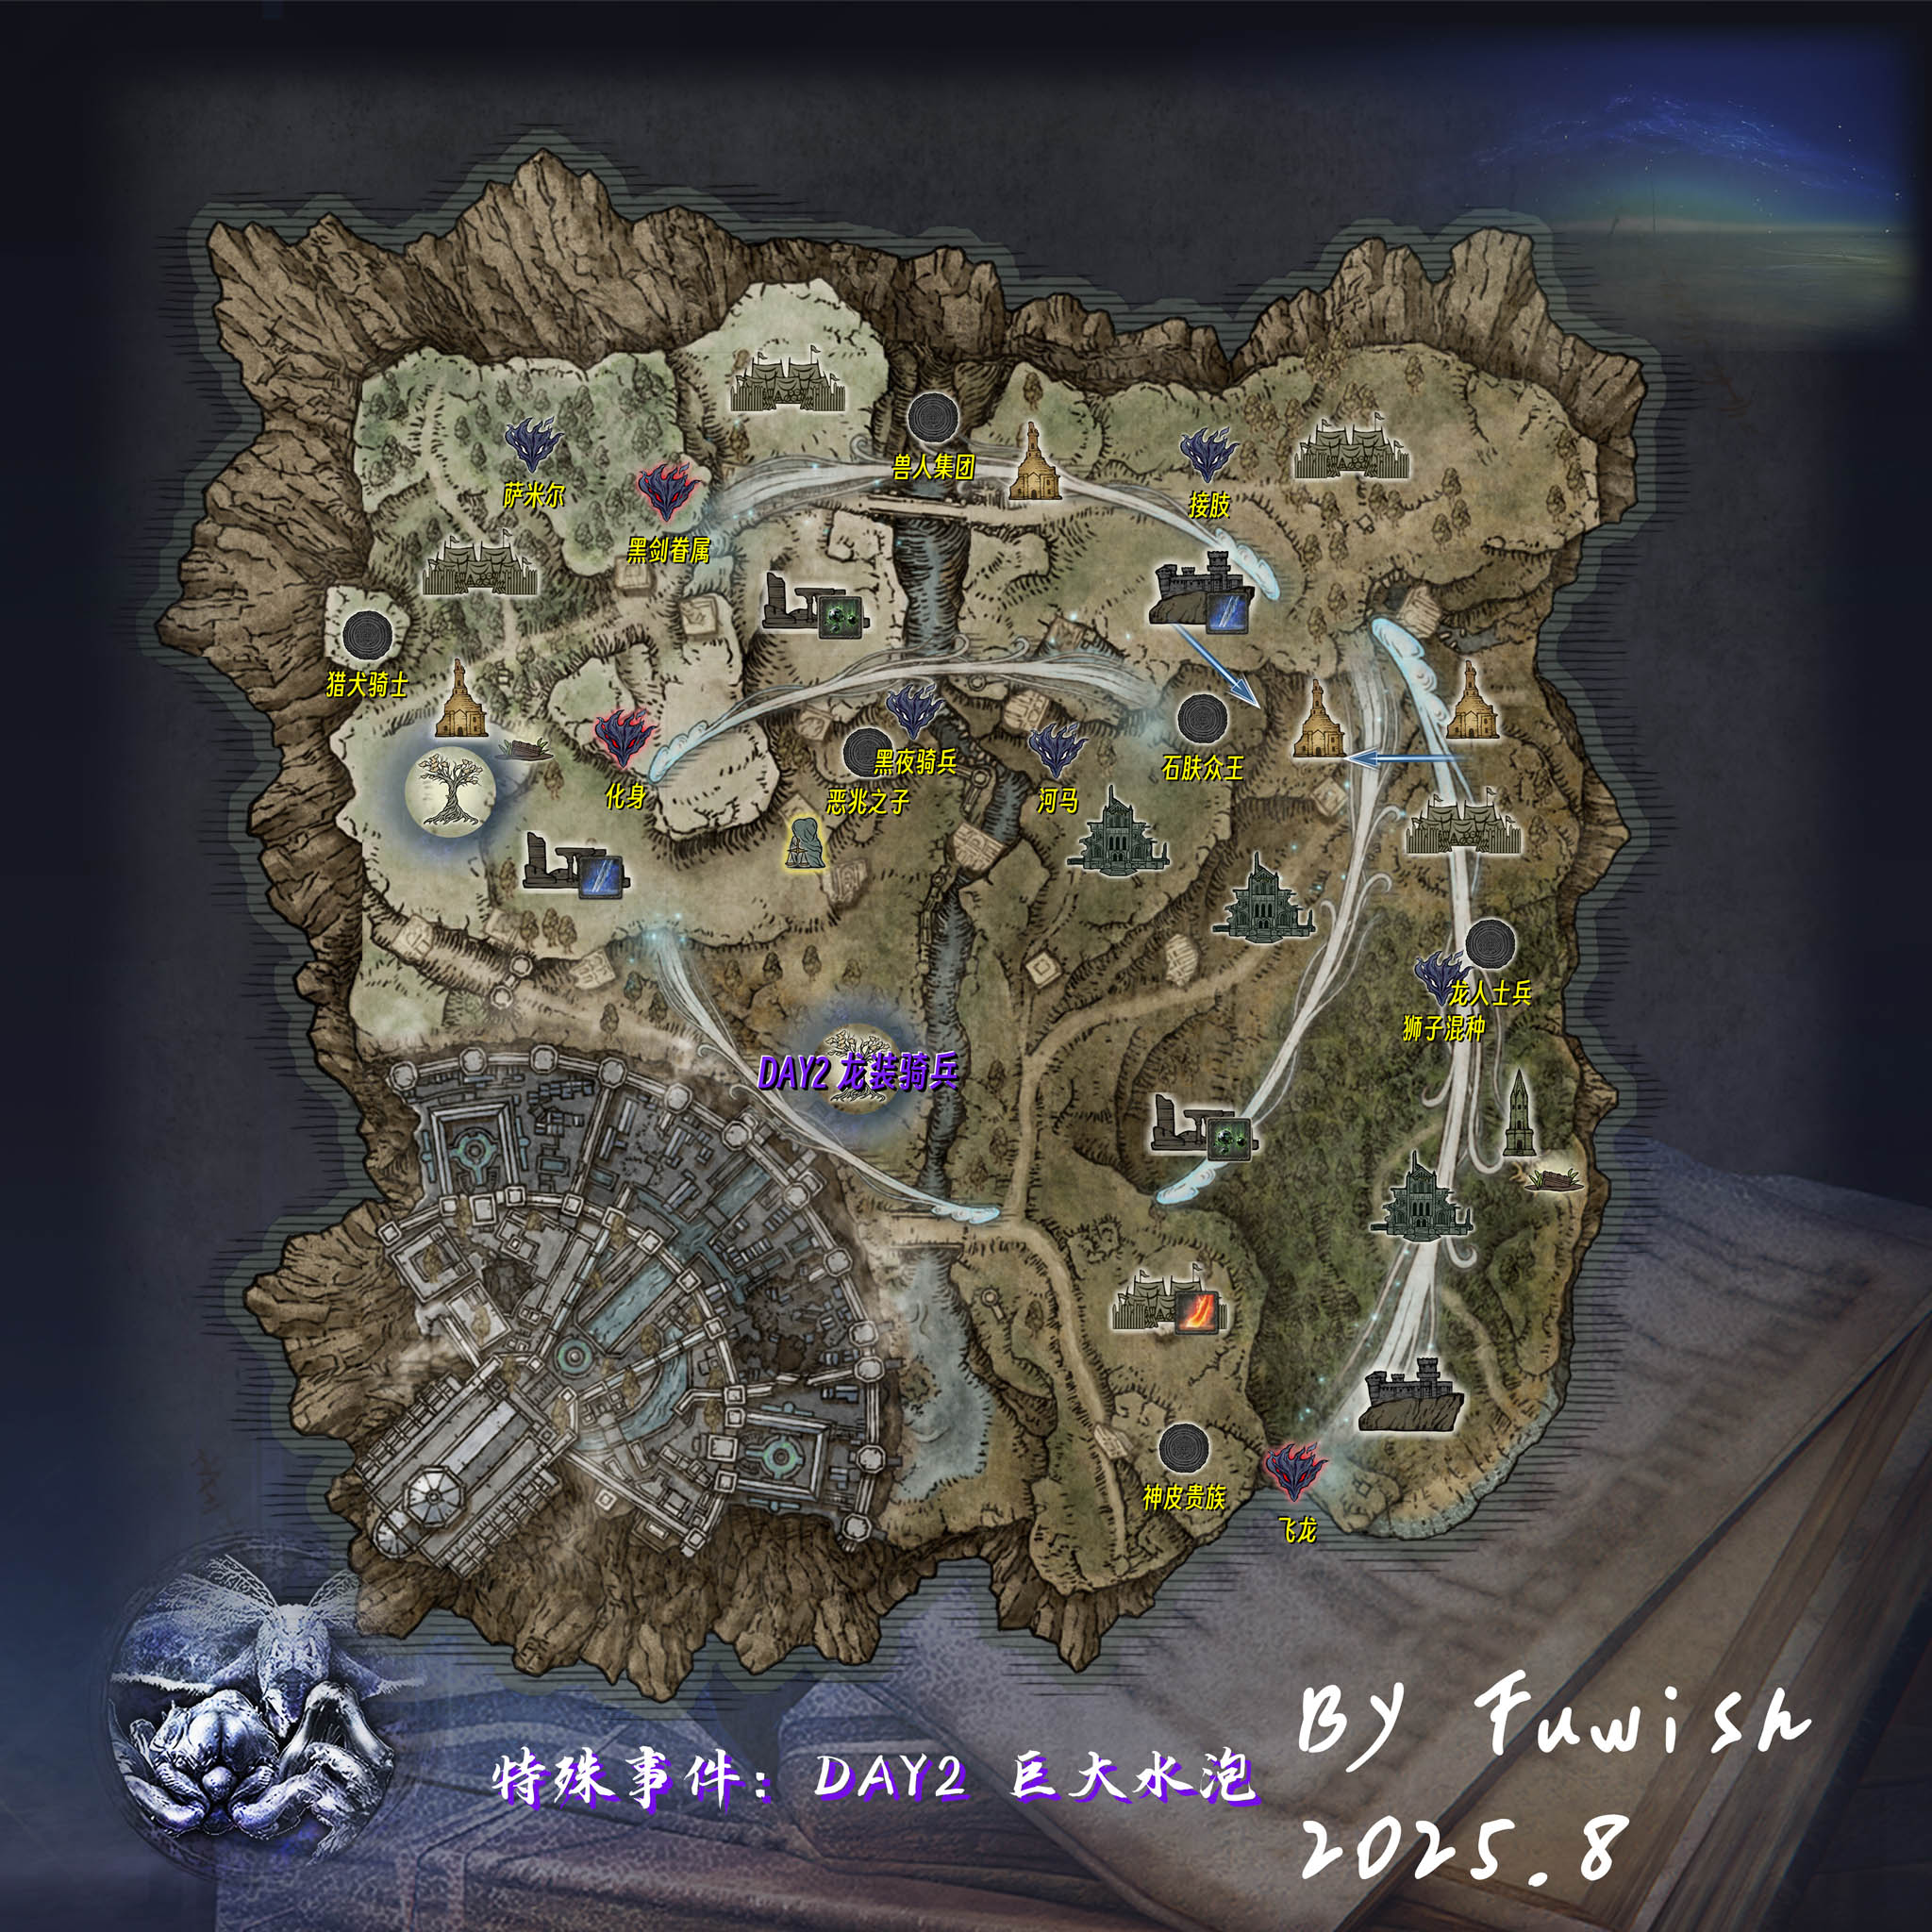 兽人集团
萨米尔
接肢
黑剑眷属
猎犬骑士
黑夜骑兵
石肤众王
化身
恶兆之子
河马
龙人士兵
狮子混种
DAY2 龙装骑兵
神皮贵族
飞龙
特殊事件：DAY2 巨大水泡
By Fuwish
2025.8